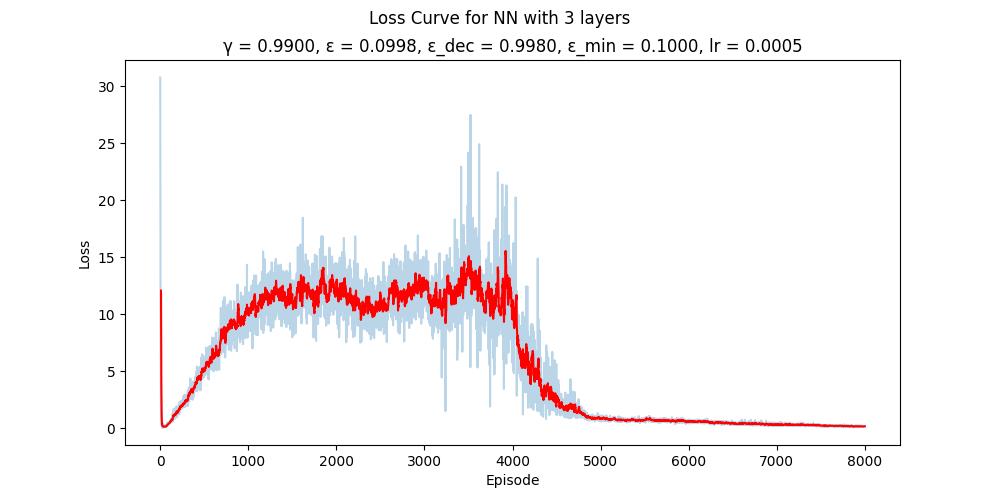 Loss Curve for NN with 3 layers
γ = 0.9900, ε = 0.0998, ε_dec = 0.9980, ε_min = 0.1000, lr = 0.0005
30
25
20
15
10
5
0
Loss
0 1000 2000 3000 4000 5000 6000 7000 8000
Episode